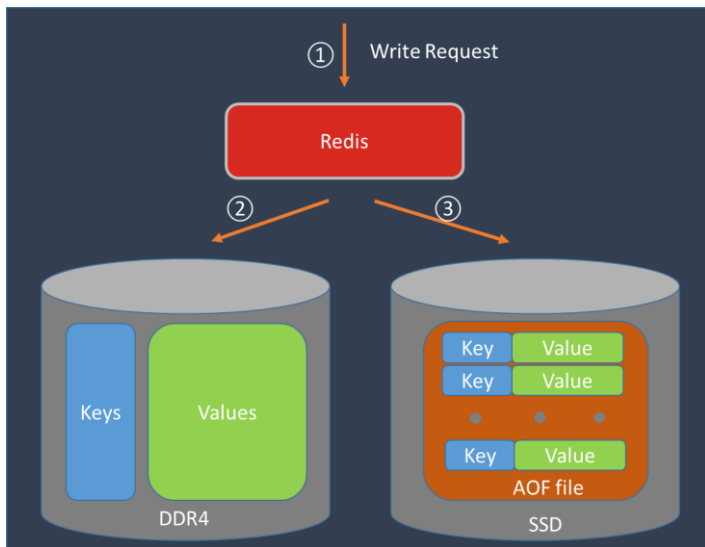 ① Write Request
Redis
② ③
Keys Values
DDR4
Key Value
Key Value
Key Value
AOF file
SSD